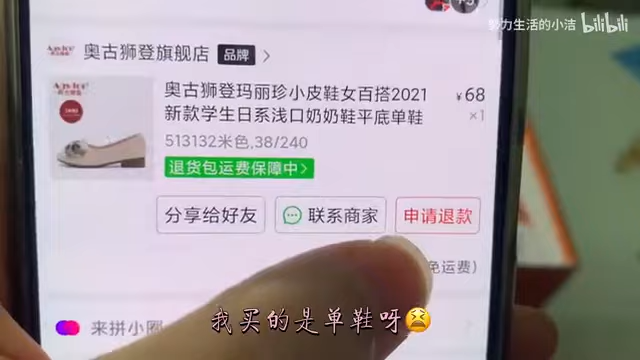 努力生活的小洁 bilibili
奥古狮登旗舰店 品牌 >
奥古狮登玛丽珍小皮鞋女百搭2021 ¥68
新款学生日系浅口奶奶鞋平底单鞋 ×1
513132米色,38/240
退货包运费保障中>
分享给好友 联系商家 申请退款
免运费)
来拼小圈
我买的是单鞋呀😫